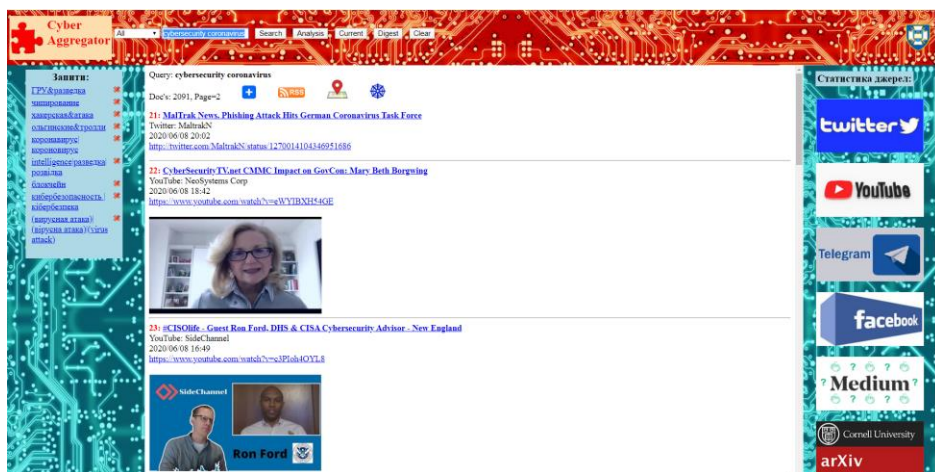 Cyber
Aggregator
All
cybersecurity coronavirus
Search
Analysis
Current
Digest
Clear
Запити:
ГРУ&разведка
чипирование
хакерская&атака
ольгинские&тролли
коронавирус|
короновирус
intelligence|разведка|
розвідка
блокчейн
кибербезопасность |
кібербезпека
(вирусная атака)|
(вірусна атака)|(virus
attack)
Query: cybersecurity coronavirus
Doc's: 2091, Page=2
RSS
21: MalTrak News, Phishing Attack Hits German Coronavirus Task Force
Twitter: MaltrakN
2020/06/08 20:02
http://twitter.com/MaltrakN/status/1270014104346951686
22: CyberSecurityTV.net CMMC Impact on GovCon: Mary Beth Borgwing
YouTube: NeoSystems Corp
2020/06/08 18:42
https://www.youtube.com/watch?v=eWYIBXH54GE
23: #CISOlife - Guest Ron Ford, DHS & CISA Cybersecurity Advisor - New England
YouTube: SideChannel
2020/06/08 16:49
https://www.youtube.com/watch?v=c3PIoh4OYL8
SideChannel
Ron Ford
Статистика джерел:
twitter
YouTube
Telegram
facebook
? ? ? ?
? Medium ?
? ? ? ?
Cornell University
arXiv